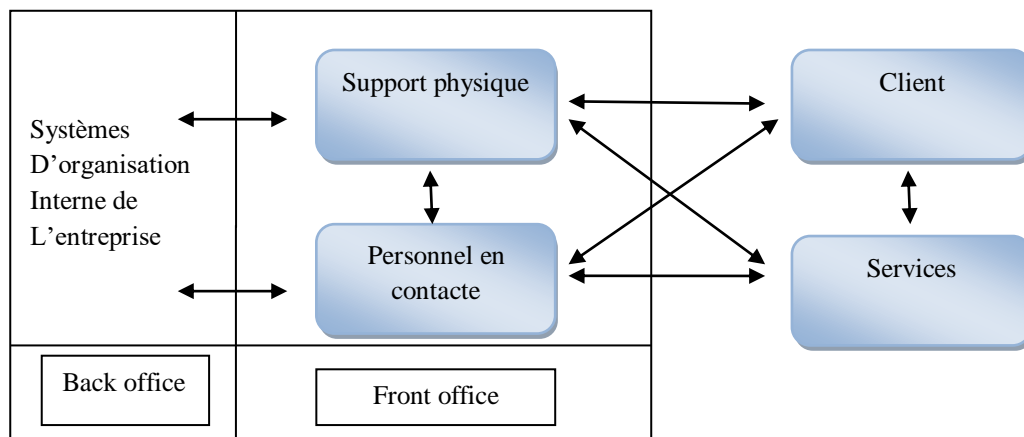 Support physique
Client
Systèmes
D'organisation
Interne de
L'entreprise
Personnel en
contacte
Services
Back office
Front office